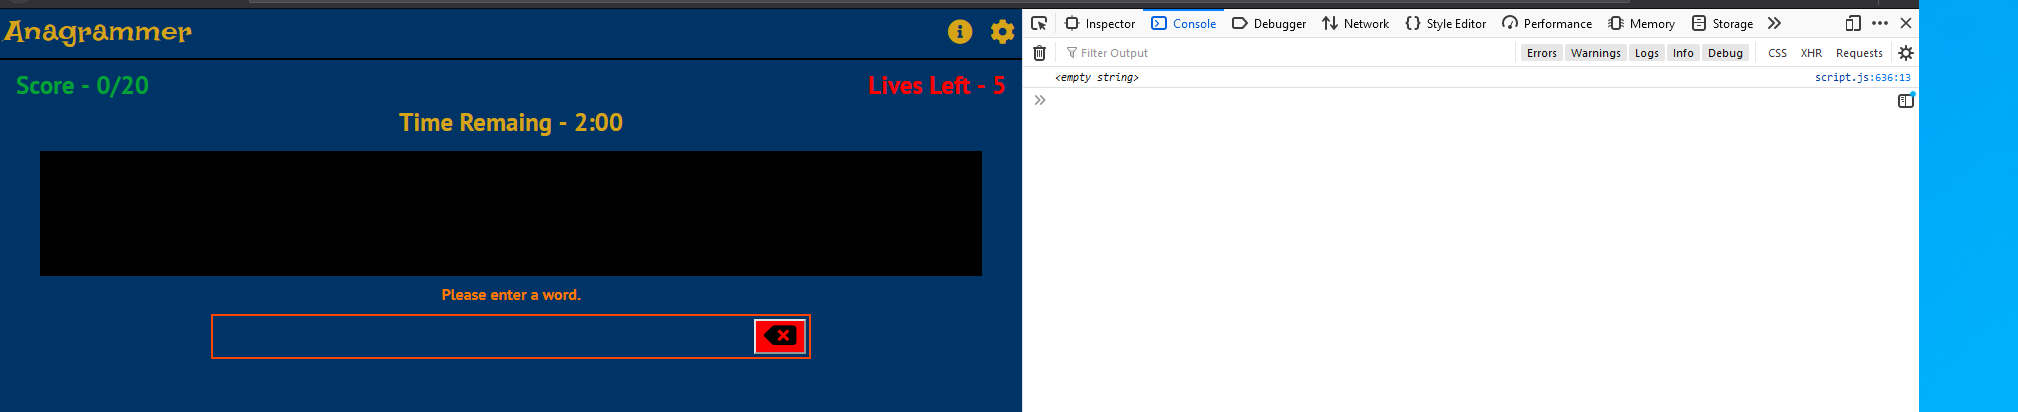 Anagrammer
Score - 0/20
Lives Left - 5
Time Remaing - 2:00
Please enter a word.
Inspector Console Debugger Network Style Editor Performance Memory Storage
Filter Output
Errors Warnings Logs Info Debug CSS XHR Requests
<empty string> script.js:636:13